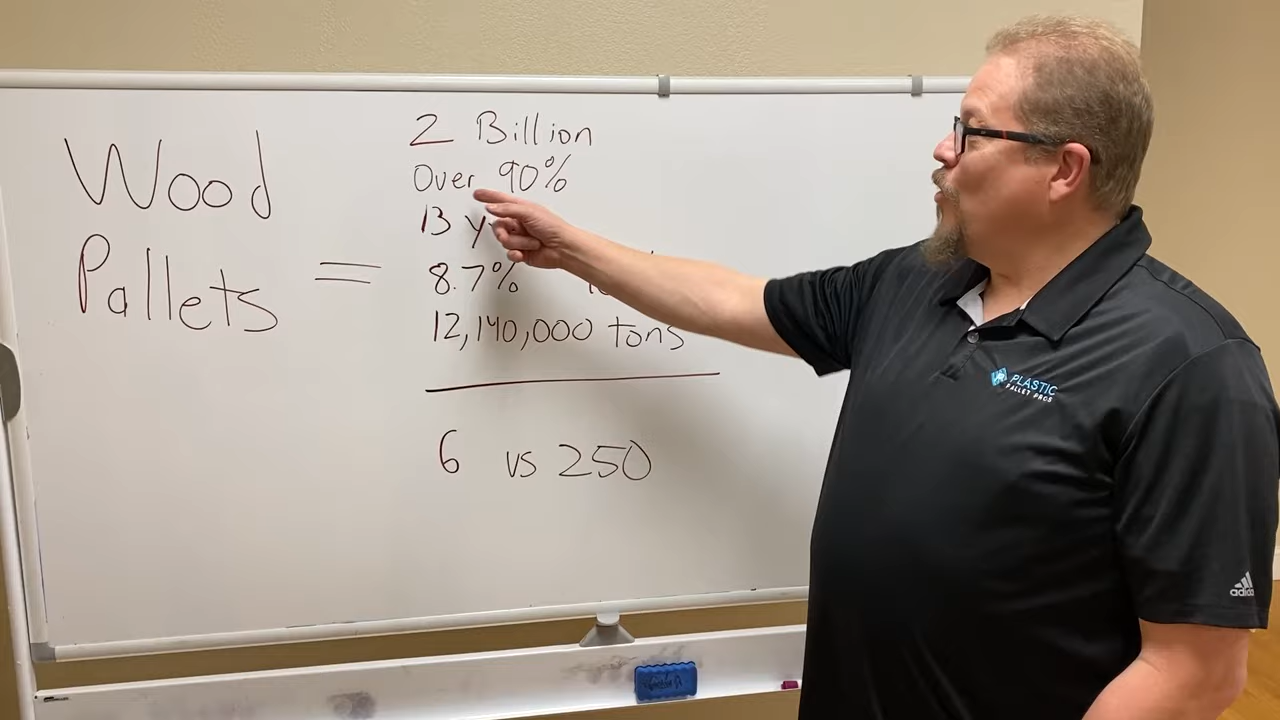 Wood
Pallets
=
2 Billion
Over 90%
13 y
8.7%
12,140,000 tons
6 vs 250
PLASTIC
PALLET PROS
adidas